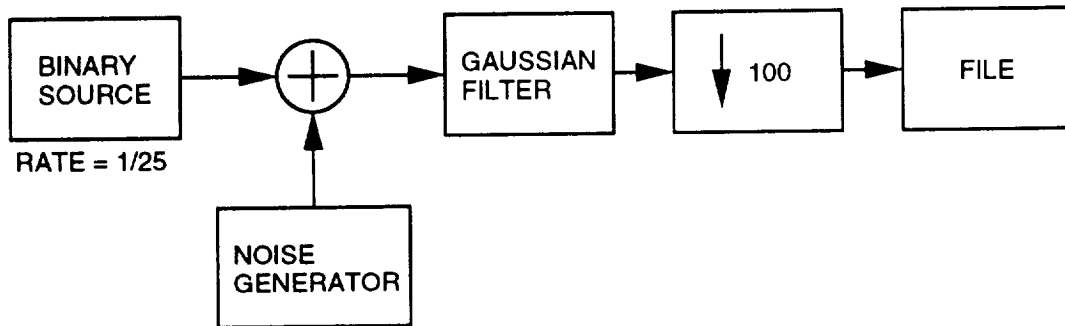 BINARY
SOURCE
RATE = 1/25
NOISE
GENERATOR
GAUSSIAN
FILTER
100
FILE